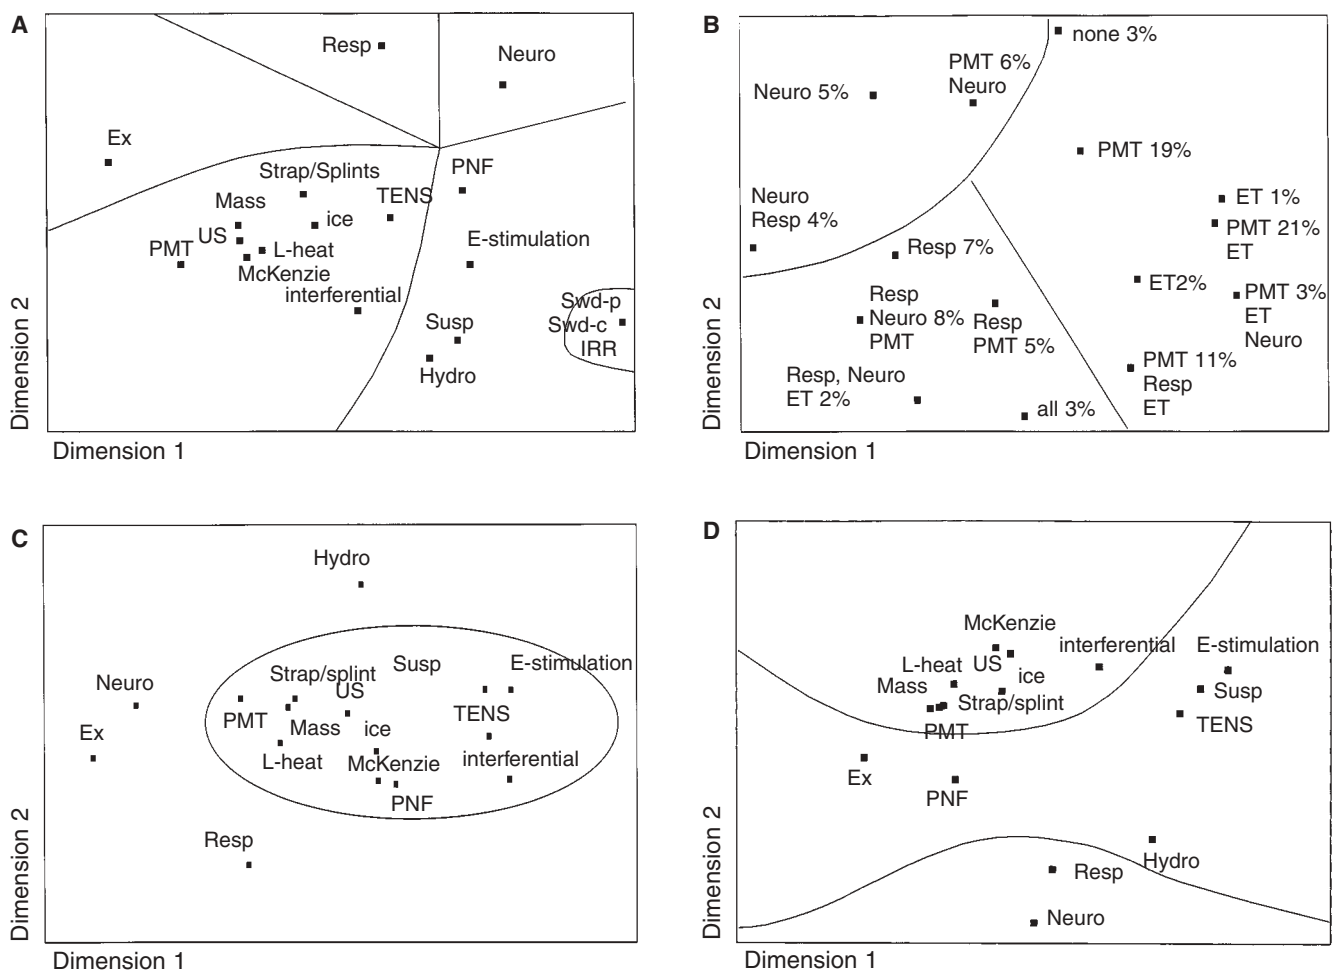 A
Resp
Neuro
Ex
Strap/Splints
PNF
Mass
TENS
ice
US
PMT
L-heat
E-stimulation
McKenzie
interferential
Swd-p
Susp
Swd-c
IRR
Hydro
Dimension 2
Dimension 1
B
none 3%
PMT 6%
Neuro
Neuro 5%
PMT 19%
Neuro
Resp 4%
ET 1%
PMT 21%
ET
Resp 7%
ET2%
Resp
Neuro 8%
PMT
Resp
PMT 5%
PMT 3%
ET
Neuro
Resp, Neuro
ET 2%
PMT 11%
Resp
ET
all 3%
Dimension 2
Dimension 1
C
Hydro
Susp
E-stimulation
Strap/splint
US
Neuro
PMT
Mass
TENS
ice
Ex
L-heat
McKenzie
interferential
PNF
Resp
Dimension 2
Dimension 1
D
McKenzie
interferential
E-stimulation
L-heat
US
ice
Mass
Susp
Strap/splint
TENS
PMT
Ex
PNF
Hydro
Resp
Neuro
Dimension 2
Dimension 1